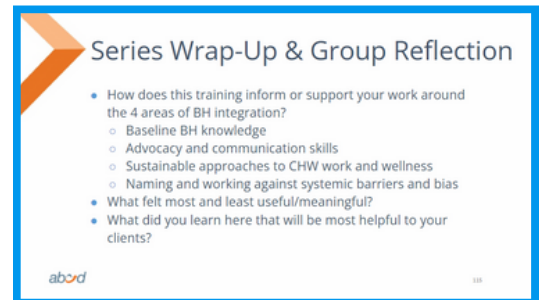 Series Wrap-Up & Group Reflection
● How does this training inform or support your work around
the 4 areas of BH integration?
○ Baseline BH knowledge
○ Advocacy and communication skills
○ Sustainable approaches to CHW work and wellness
○ Naming and working against systemic barriers and bias
● What felt most and least useful/meaningful?
● What did you learn here that will be most helpful to your
clients?